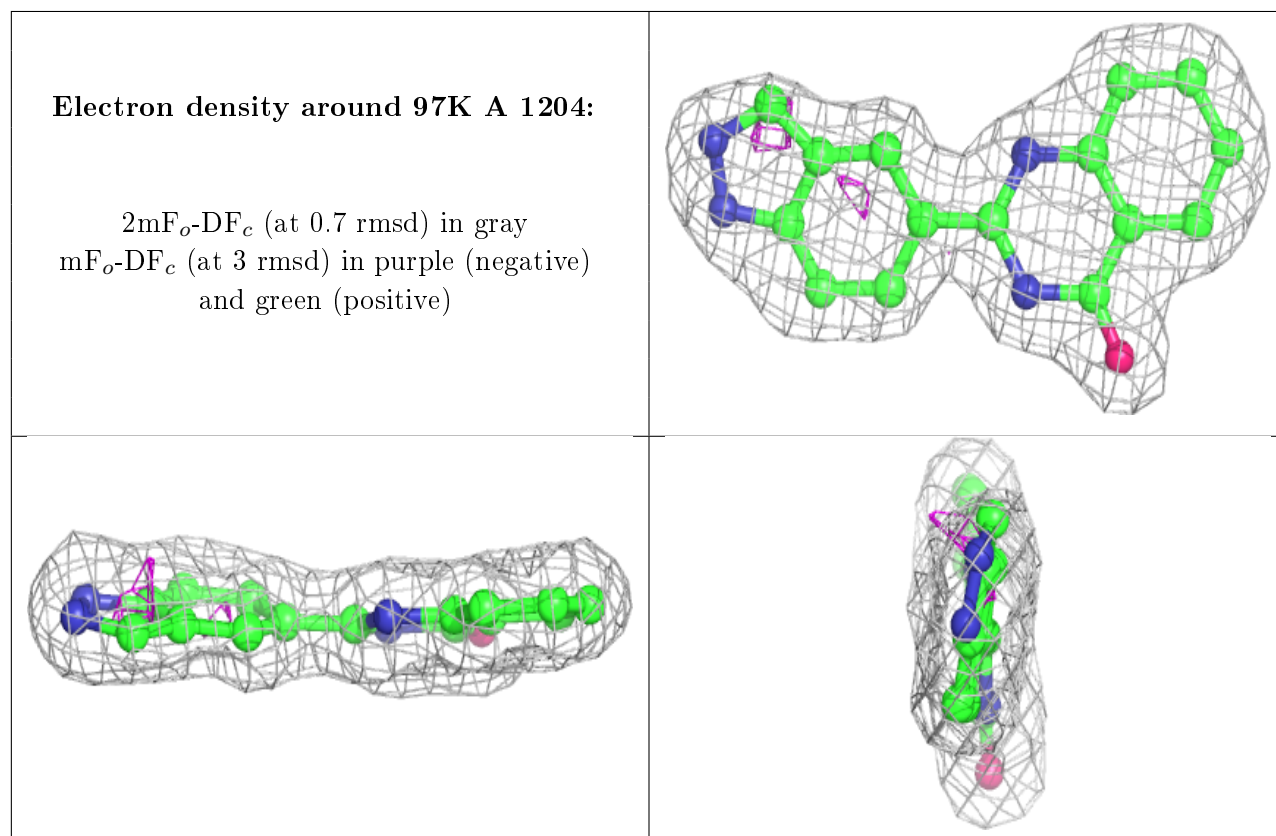 Electron density around 97K A 1204:
2mFo-DFc (at 0.7 rmsd) in gray
mFo-DFc (at 3 rmsd) in purple (negative)
and green (positive)